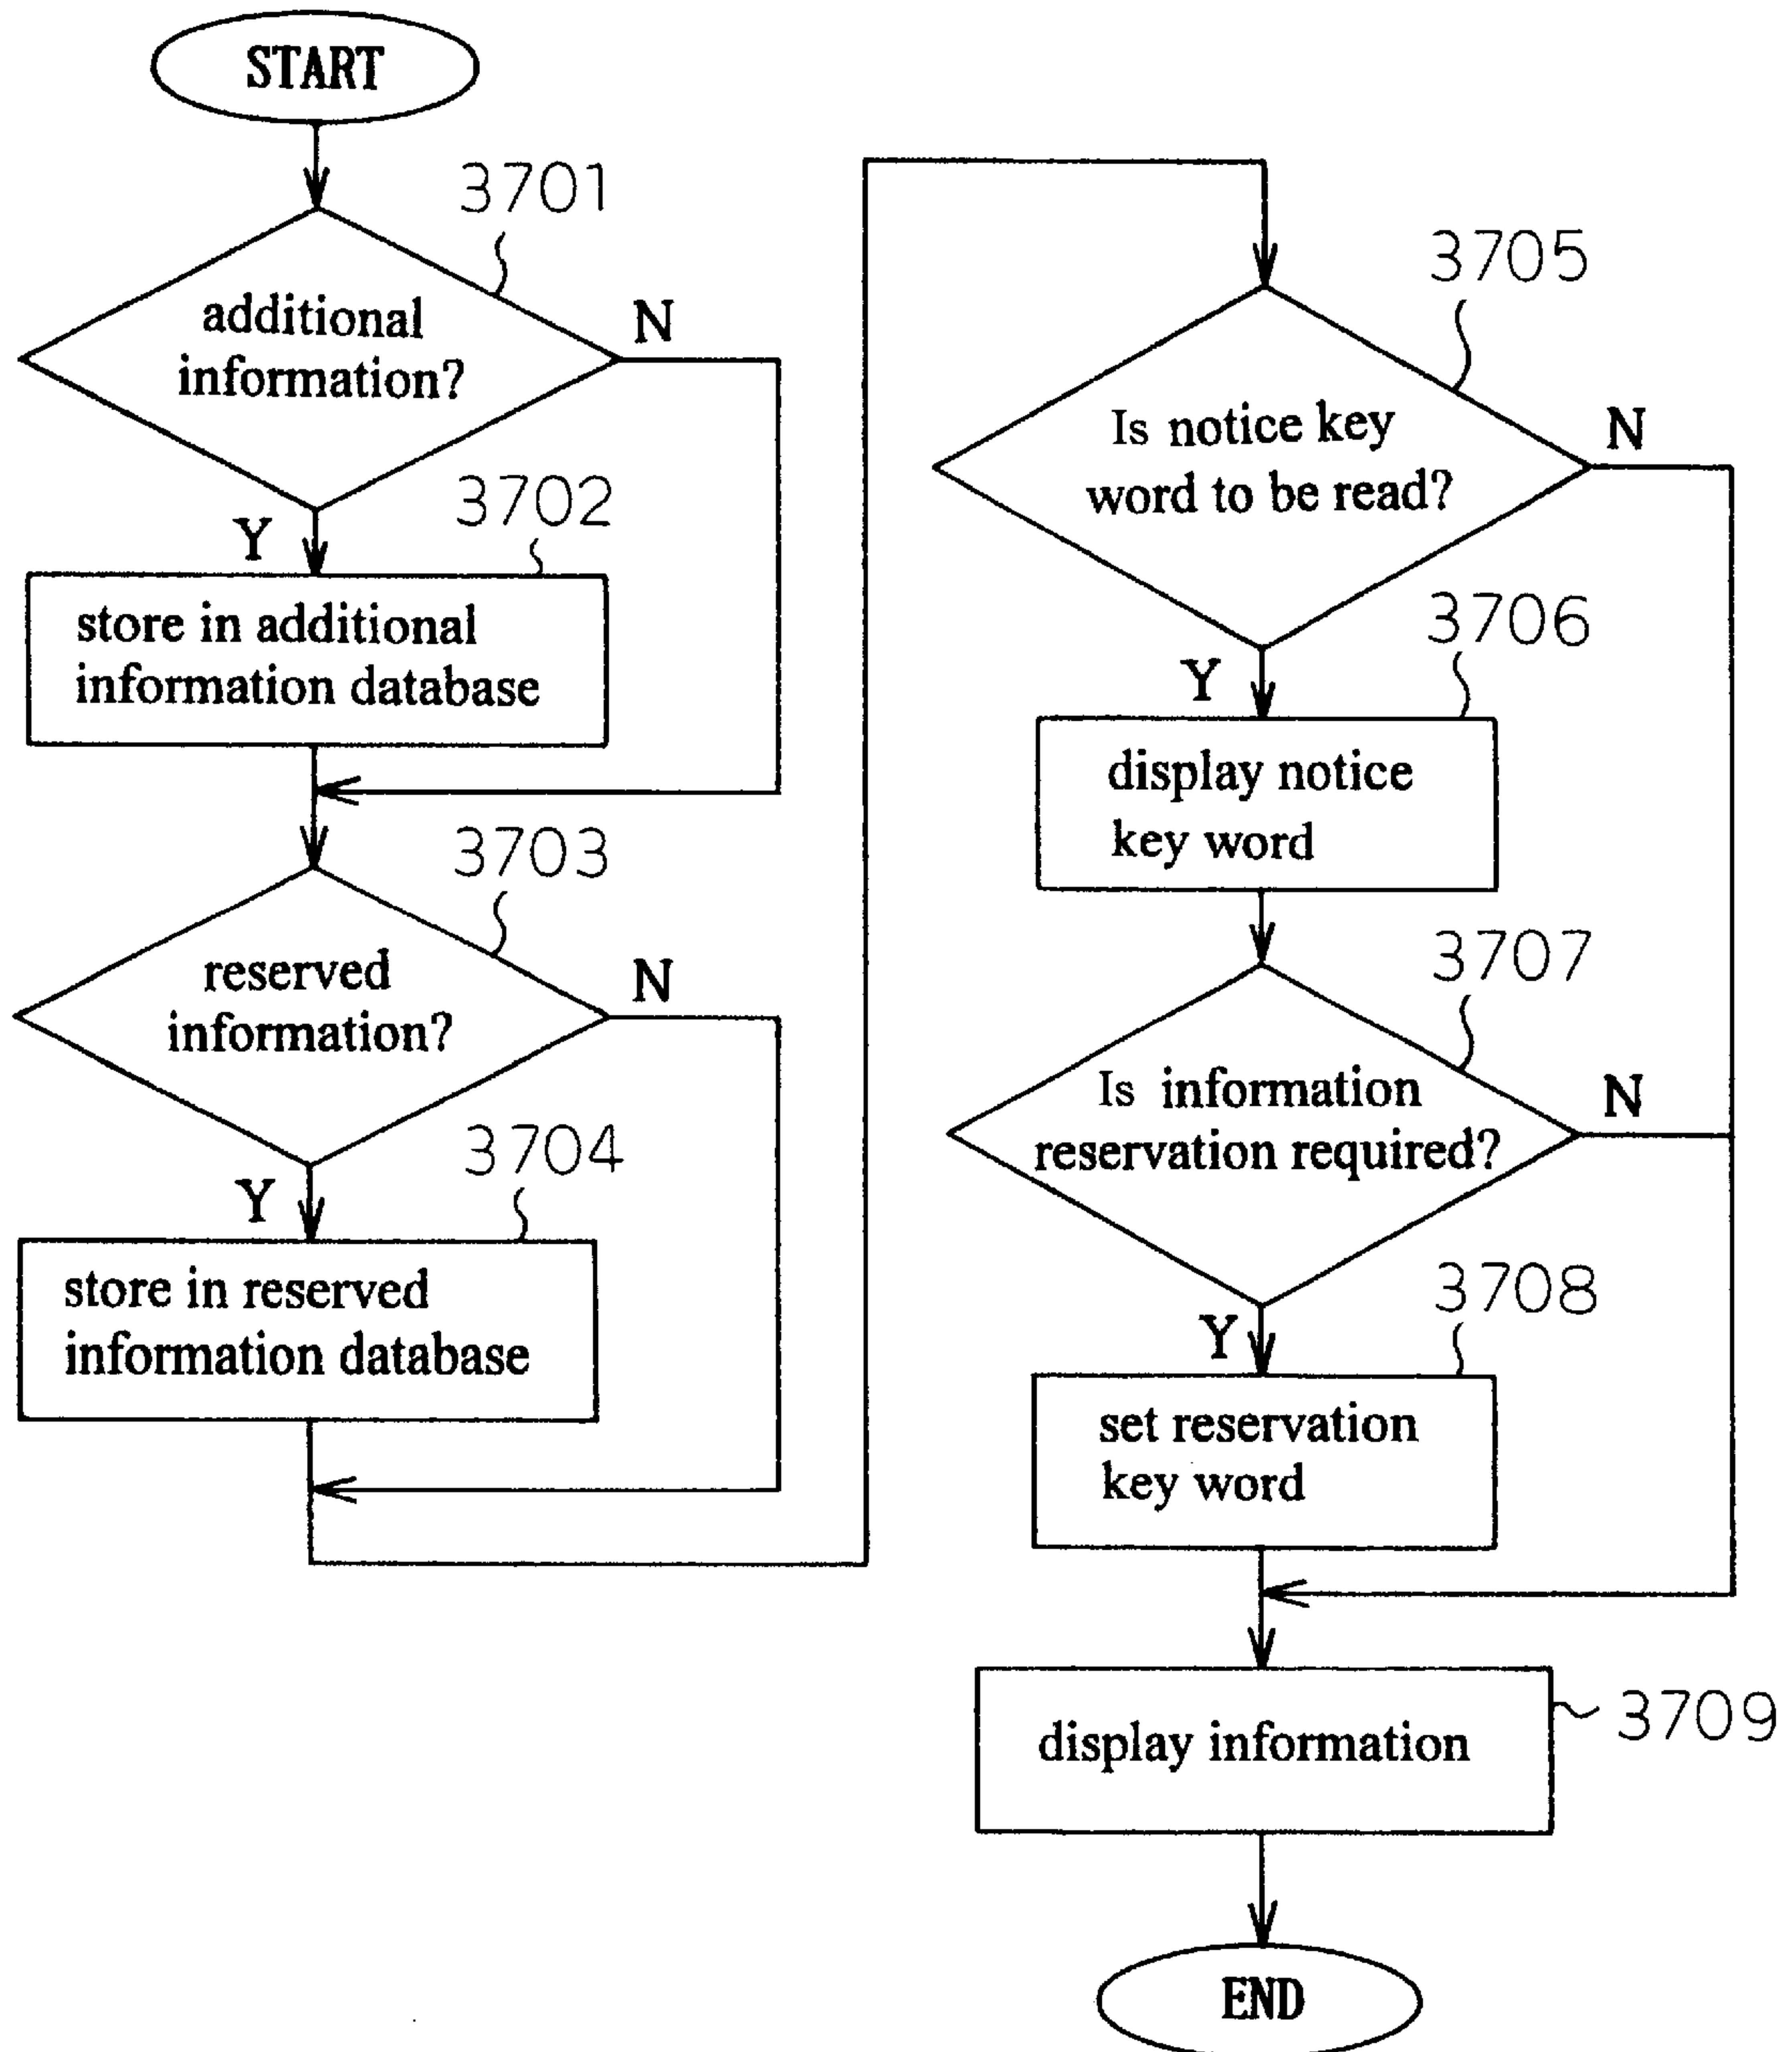 START
3701
additional
information?
N
Y
3702
store in additional
information database
3703
reserved
information?
N
Y
3704
store in reserved
information database
3705
Is notice key
word to be read?
N
Y
3706
display notice
key word
3707
Is information
reservation required?
N
Y
3708
set reservation
key word
display information
3709
END